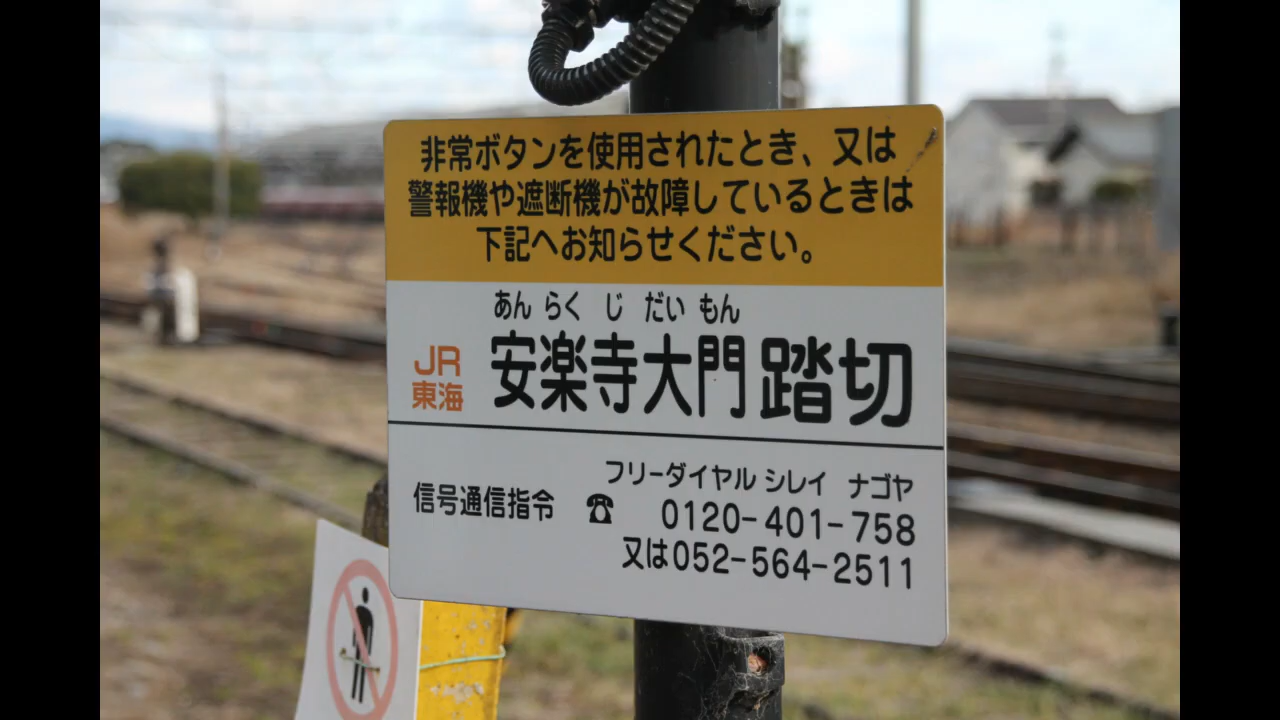 非常ボタンを使用されたとき、又は
警報機や遮断機が故障しているときは
下記へお知らせください。
あん らく じ だい もん
JR
東海
安楽寺大門踏切
フリーダイヤル シレイ ナゴヤ
信号通信指令 ☎ 0120-401-758
又は052-564-2511